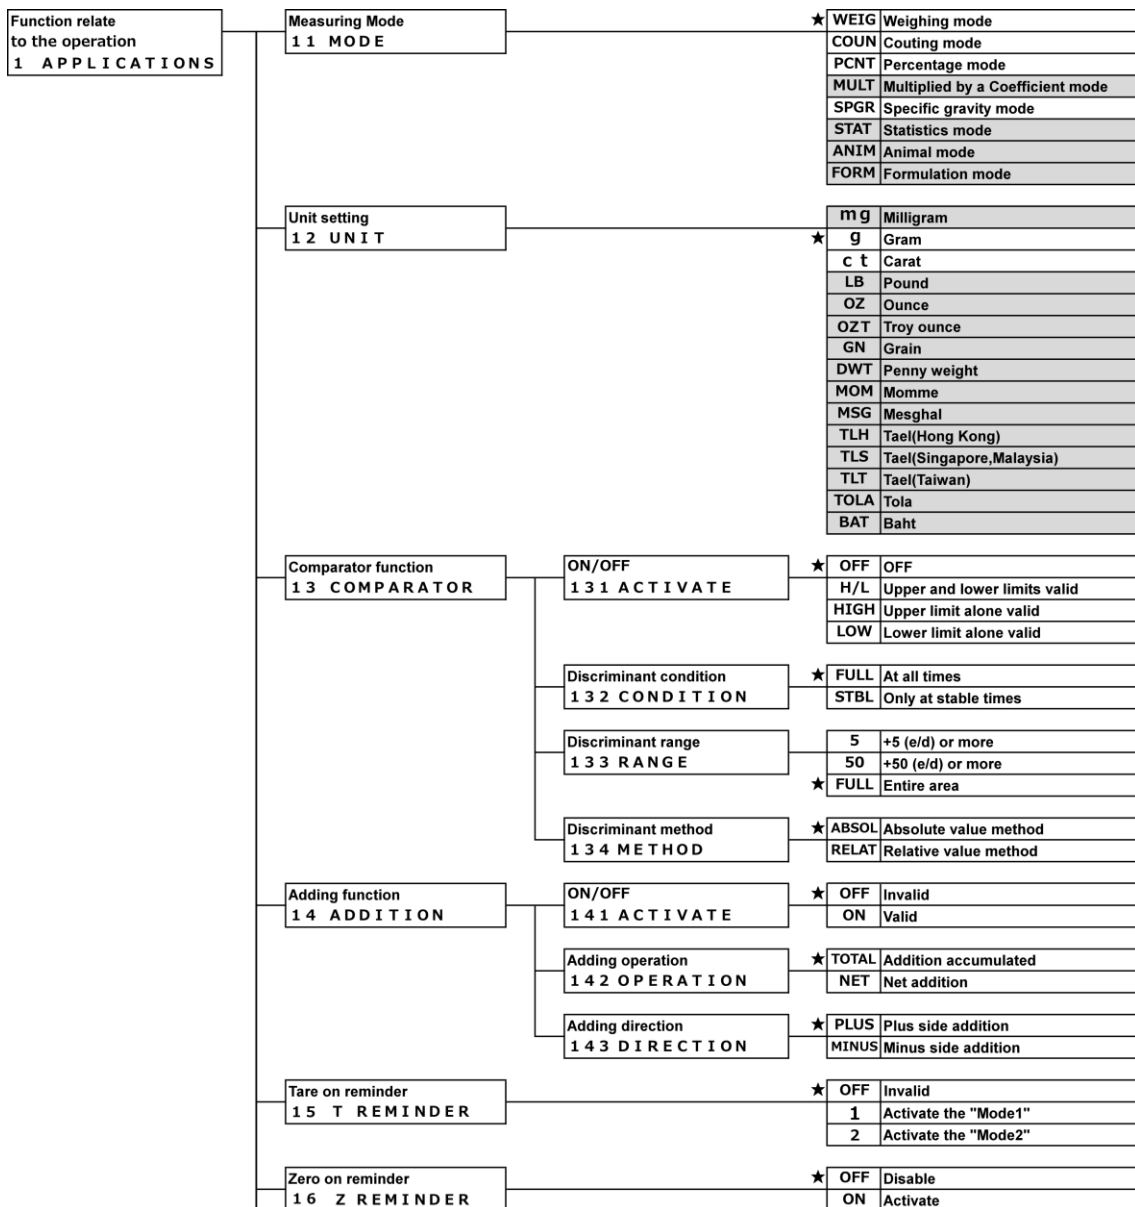 Function relate
to the operation
1 APPLICATIONS
Measuring Mode
11 MODE
★ WEIG Weighing mode
COUN Couting mode
PCNT Percentage mode
MULT Multiplied by a Coefficient mode
SPGR Specific gravity mode
STAT Statistics mode
ANIM Animal mode
FORM Formulation mode
Unit setting
12 UNIT
mg Milligram
★ g Gram
ct Carat
LB Pound
OZ Ounce
OZT Troy ounce
GN Grain
DWT Penny weight
MOM Momme
MSG Mesghal
TLH Tael(Hong Kong)
TLS Tael(Singapore,Malaysia)
TLT Tael(Taiwan)
TOLA Tola
BAT Baht
Comparator function
13 COMPARATOR
ON/OFF
131 ACTIVATE
★ OFF OFF
H/L Upper and lower limits valid
HIGH Upper limit alone valid
LOW Lower limit alone valid
Discriminant condition
132 CONDITION
★ FULL At all times
STBL Only at stable times
Discriminant range
133 RANGE
5 +5 (e/d) or more
50 +50 (e/d) or more
★ FULL Entire area
Discriminant method
134 METHOD
★ ABSOL Absolute value method
RELAT Relative value method
Adding function
14 ADDITION
ON/OFF
141 ACTIVATE
★ OFF Invalid
ON Valid
Adding operation
142 OPERATION
★ TOTAL Addition accumulated
NET Net addition
Adding direction
143 DIRECTION
★ PLUS Plus side addition
MINUS Minus side addition
Tare on reminder
15 T REMINDER
★ OFF Invalid
1 Activate the "Mode1"
2 Activate the "Mode2"
Zero on reminder
16 Z REMINDER
★ OFF Disable
ON Activate